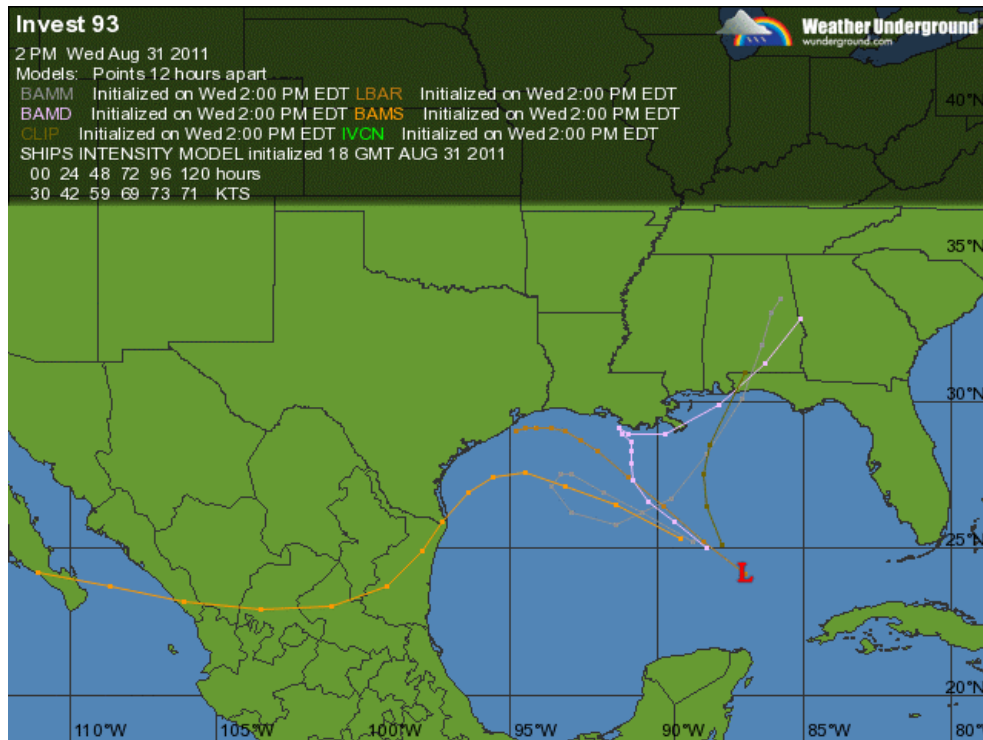 Invest 93
Weather Underground®
wunderground.com
2 PM Wed Aug 31 2011
Models: Points 12 hours apart
BAMM Initialized on Wed 2:00 PM EDT LBAR Initialized on Wed 2:00 PM EDT
BAMD Initialized on Wed 2:00 PM EDT BAMS Initialized on Wed 2:00 PM EDT
CLIP Initialized on Wed 2:00 PM EDT IVCN Initialized on Wed 2:00 PM EDT
SHIPS INTENSITY MODEL initialized 18 GMT AUG 31 2011
00 24 48 72 96 120 hours
30 42 59 69 73 71 KTS
40°N
35°N
30°N
25°N
L
20°N
110°W 105°W 100°W 95°W 90°W 85°W 80°